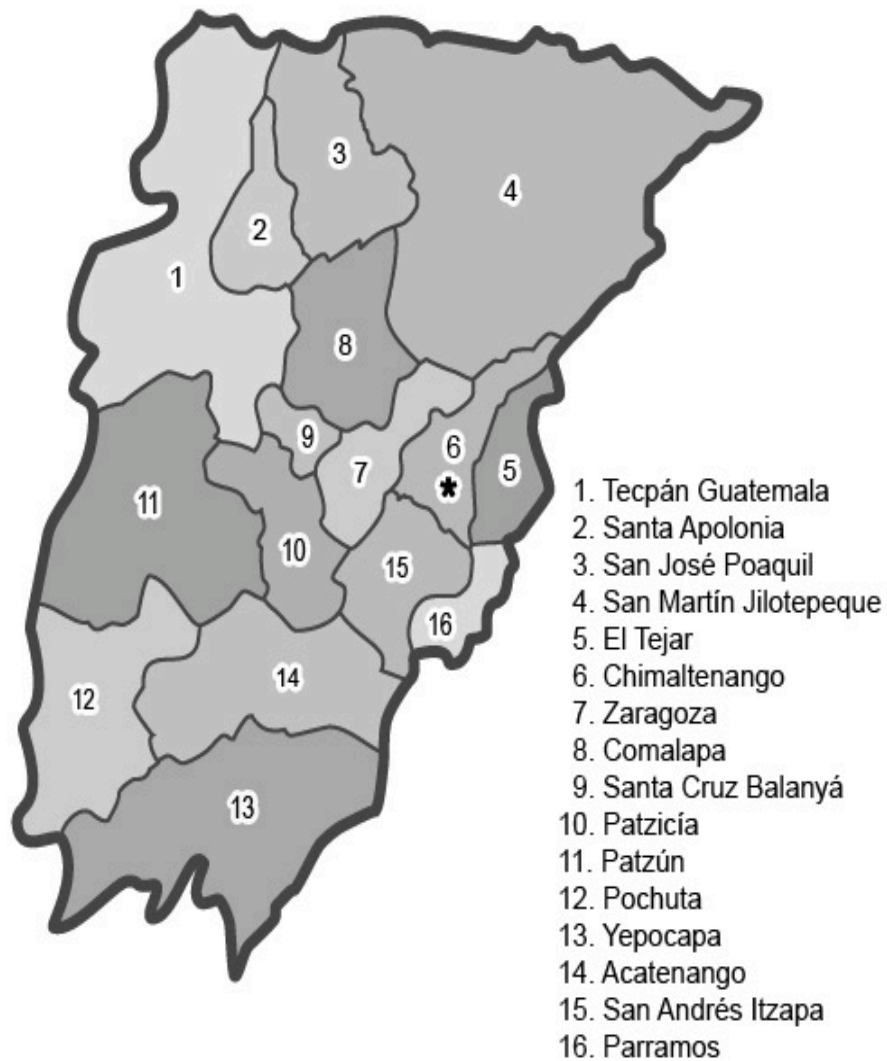 3
4
2
1
8
9
6
7
*
5
11
10
15
16
14
12
13
1. Tecpán Guatemala
2. Santa Apolonia
3. San José Poaquil
4. San Martín Jilotepeque
5. El Tejar
6. Chimaltenango
7. Zaragoza
8. Comalapa
9. Santa Cruz Balanyá
10. Patzicía
11. Patzún
12. Pochuta
13. Yepocapa
14. Acatenango
15. San Andrés Itzapa
16. Parramos